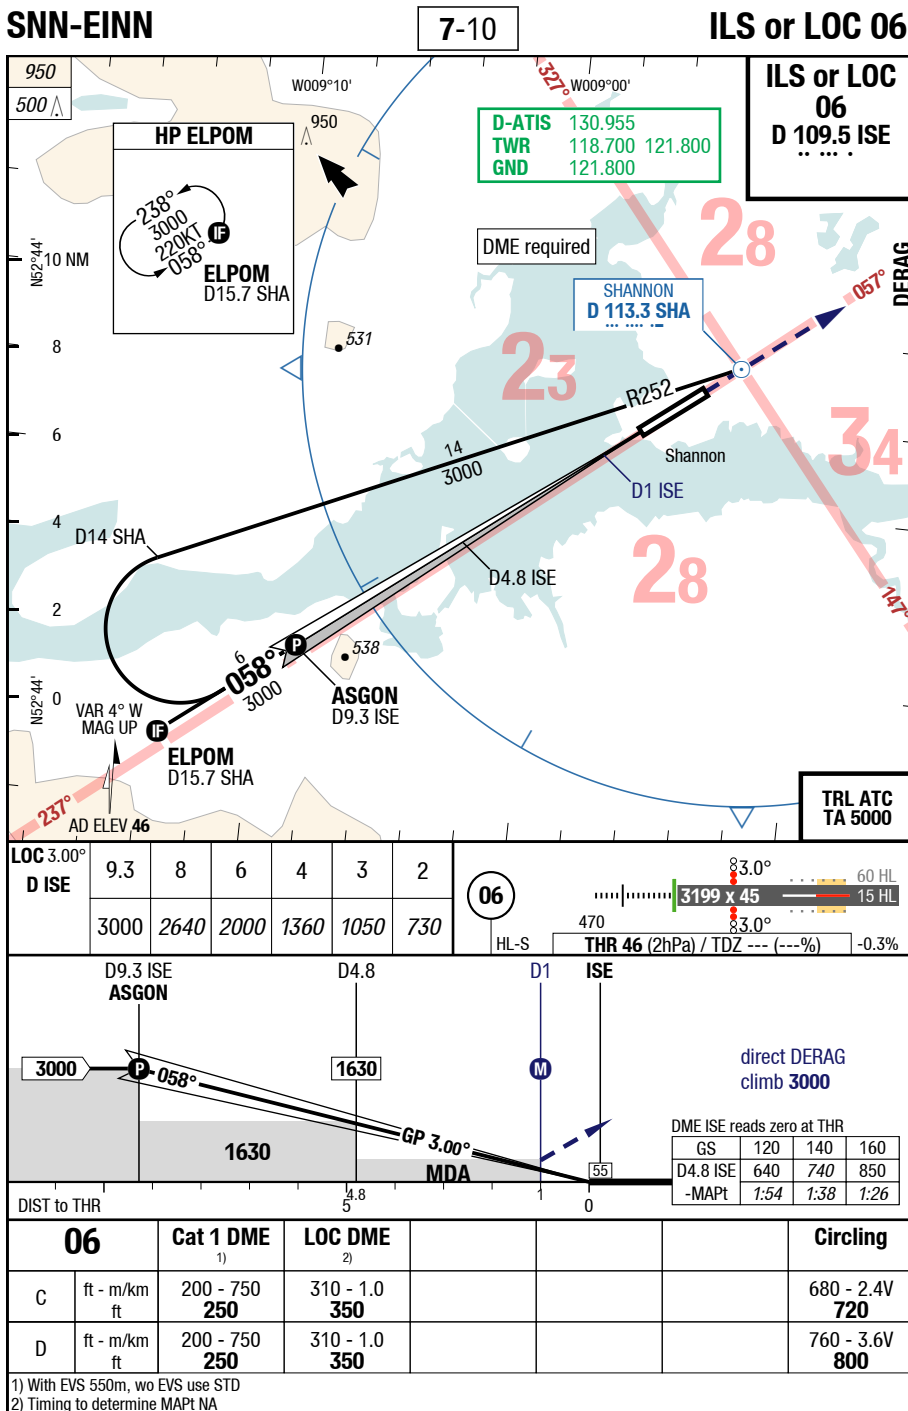 SNN-EINN
7-10
ILS or LOC 06
950
500
W009°10'
W009°00'
327°
ILS or LOC
06
D 109.5 ISE
D-ATIS 130.955
TWR 118.700 121.800
GND 121.800
950
HP ELPOM
238°
3000
220KT
058°
IF
ELPOM
D15.7 SHA
N52°44'
10 NM
DME required
28
DERAG
057°
SHANNON
D 113.3 SHA
531
8
23
R252
6
14
3000
Shannon
34
D1 ISE
4
D14 SHA
D4.8 ISE
28
147°
2
6
058°
3000
P
538
ASGON
D9.3 ISE
N52°44'
0
VAR 4° W
MAG UP
IF
ELPOM
D15.7 SHA
237°
AD ELEV 46
TRL ATC
TA 5000
LOC 3.00°
D ISE
9.3 8 6 4 3 2
3000 2640 2000 1360 1050 730
06
HL-S
470
3.0°
3199 x 45
3.0°
60 HL
15 HL
THR 46 (2hPa) / TDZ --- (---%)
-0.3%
D9.3 ISE
ASGON
D4.8
D1
ISE
3000
P
058°
1630
M
direct DERAG
climb 3000
GP 3.00°
1630
MDA
55
DME ISE reads zero at THR
GS 120 140 160
D4.8 ISE 640 740 850
-MAPt 1:54 1:38 1:26
DIST to THR
4.8
5
1
0
06
Cat 1 DME
1)
LOC DME
2)
Circling
C ft - m/km 200 - 750 310 - 1.0 680 - 2.4V
ft 250 350 720
D ft - m/km 200 - 750 310 - 1.0 760 - 3.6V
ft 250 350 800
1) With EVS 550m, wo EVS use STD
2) Timing to determine MAPt NA